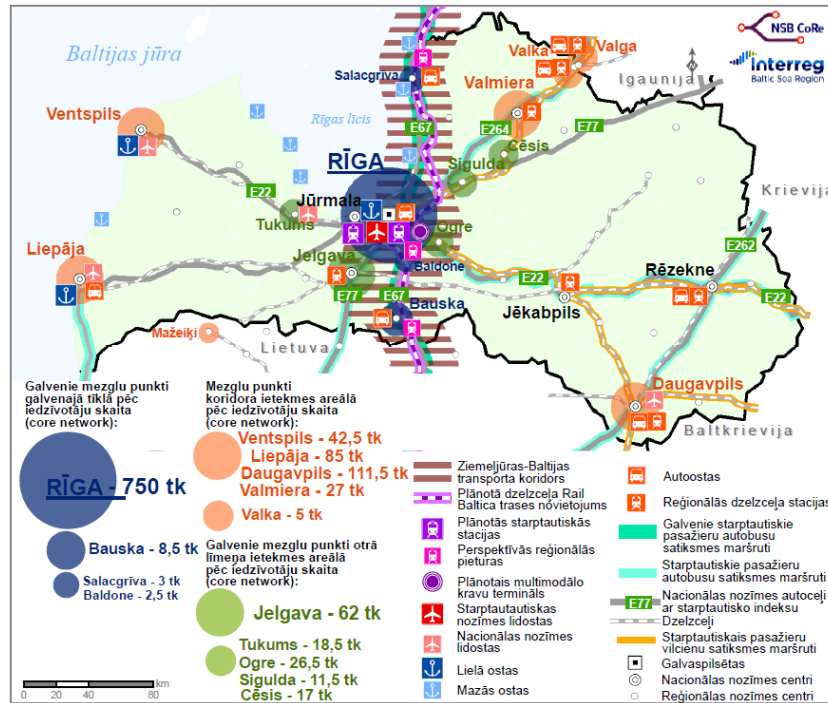 NSB CoRe
Interreg
Baltic Sea Region
Baltijas jūra
Rīgas līcis
Igaunija
Krievija
Lietuva
Baltkrievija
Valka
Valga
Salacgrīva
Valmiera
Ventspils
E67
E264
E77
Cēsis
Sigulda
RĪGA
E22
Jūrmala
Tukums
Ogre
E262
Liepāja
Jelgava
Baldone
E22
Rēzekne
E77
E67
E22
Bauska
Jēkabpils
Mažeiķi
Daugavpils
Galvenie mezglu punkti
galvenajā tīklā pēc
iedzīvotāju skaita
(core network):
RĪGA - 750 tk
Bauska - 8,5 tk
Salacgrīva - 3 tk
Baldone - 2,5 tk
0 20 40 80 km
Mezglu punkti
koridora ietekmes areālā
pēc iedzīvotāju skaita
(core network):
Ventspils - 42,5 tk
Liepāja - 85 tk
Daugavpils - 111,5 tk
Valmiera - 27 tk
Valka - 5 tk
Galvenie mezglu punti otrā
līmeņa ietekmes areālā
pēc iedzīvotāju skaita
(core network):
Jelgava - 62 tk
Tukums - 18,5 tk
Ogre - 26,5 tk
Sigulda - 11,5 tk
Cēsis - 17 tk
Ziemeļjūras-Baltijas
transporta koridors
Plānotā dzelzceļa Rail
Baltica trases novietojums
Plānotās starptautiskās
stacijas
Perspektīvās reģionālās
pieturas
Plānotais multimodālo
kravu termināls
Starptautautiskas
nozīmes lidostas
Nacionālas nozīmes
lidostas
Lielā ostas
Mazās ostas
Autoostas
Reģionālās dzelzceļa stacijas
Galvenie starptautiskie
pasažieru autobusu
satiksmes maršruti
Starptautiskie pasažieru
autobusu satiksmes maršruti
E77
Nacionālas nozīmes autoceļi
ar starptautisko indeksu
Dzelzceļi
Starptautiskais pasažieru
vilcienu satiksmes maršruti
Galvaspilsētas
Nacionālas nozīmes centri
Reģionālas nozīmes centri